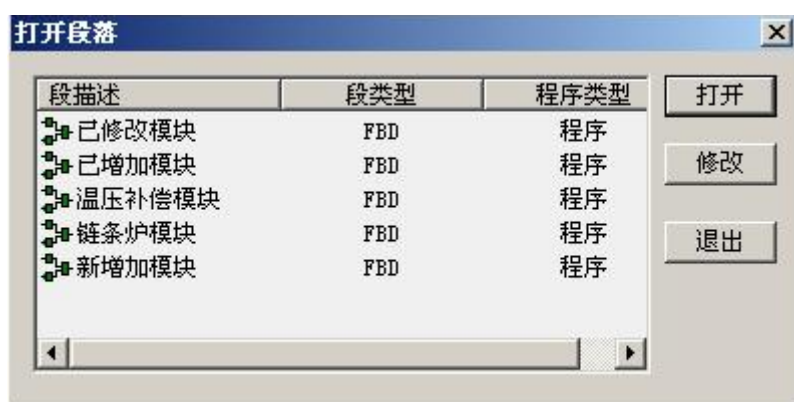 打开段落
段描述 段类型 程序类型
已修改模块 FBD 程序
已增加模块 FBD 程序
温压补偿模块 FBD 程序
链条炉模块 FBD 程序
新增加模块 FBD 程序
打开
修改
退出